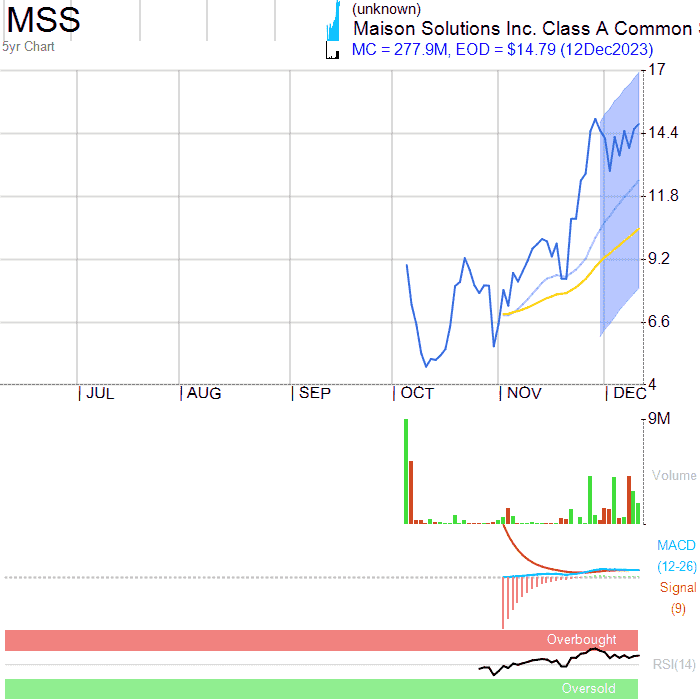 MSS
(unknown)
Maison Solutions Inc. Class A Common
5yr Chart
MC = 277.9M, EOD = $14.79 (12Dec2023)
17
14.4
11.8
9.2
6.6
4
JUL AUG SEP OCT NOV DEC
9M
Volume
MACD
(12-26)
Signal
(9)
Overbought
RSI(14)
Oversold